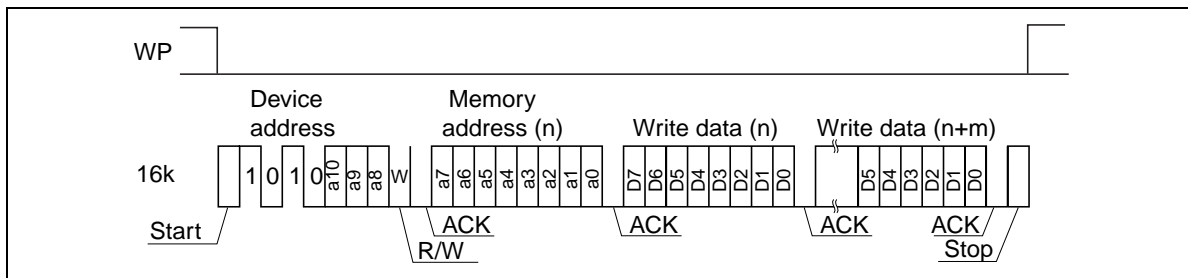 WP
Device Memory
address address (n) Write data (n) Write data (n+m)
16k 1 0 1 0 a10 a9 a8 W a7 a6 a5 a4 a3 a2 a1 a0 D7 D6 D5 D4 D3 D2 D1 D0 D5 D4 D3 D2 D1 D0
Start ACK ACK ACK ACK
R/W Stop